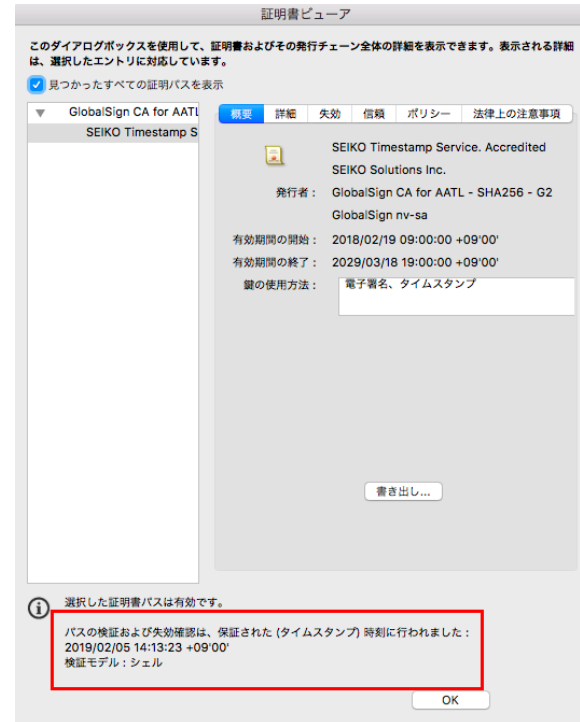 証明書ビューア
このダイアログボックスを使用して、証明書およびその発行チェーン全体の詳細を表示できます。表示される詳細
は、選択したエントリに対応しています。
見つかったすべての証明パスを表示
GlobalSign CA for AATL
SEIKO Timestamp S
概要 詳細 失効 信頼 ポリシー 法律上の注意事項
SEIKO Timestamp Service. Accredited
SEIKO Solutions Inc.
発行者： GlobalSign CA for AATL - SHA256 - G2
GlobalSign nv-sa
有効期間の開始： 2018/02/19 09:00:00 +09'00'
有効期間の終了： 2029/03/18 19:00:00 +09'00'
鍵の使用方法： 電子署名、タイムスタンプ
書き出し...
選択した証明書パスは有効です。
パスの検証および失効確認は、保証された (タイムスタンプ) 時刻に行われました：
2019/02/05 14:13:23 +09'00'
検証モデル：シェル
OK